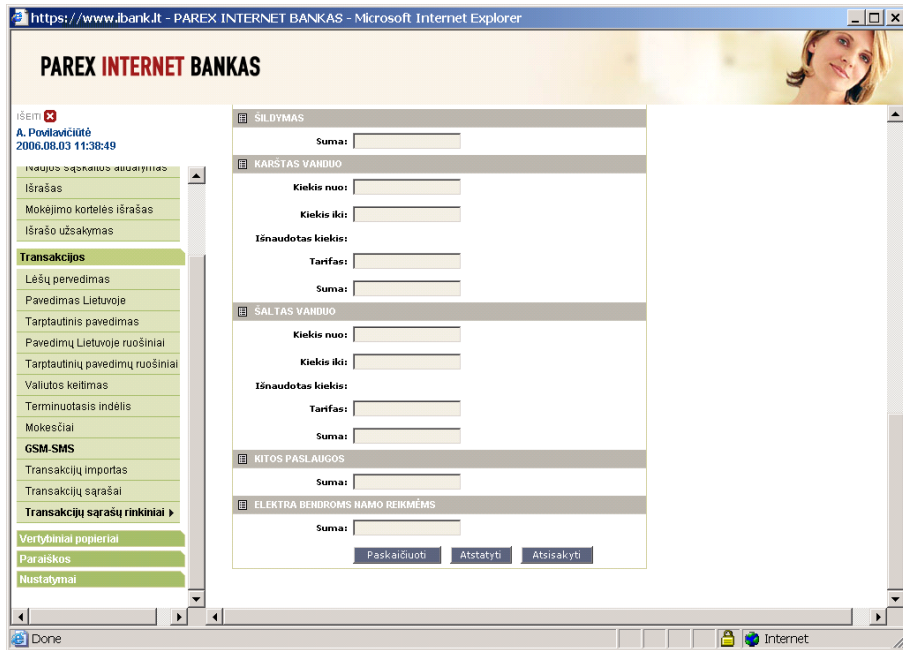 https://www.ibank.lt - PAREX INTERNET BANKAS - Microsoft Internet Explorer
PAREX INTERNET BANKAS
IŠEITI
A. Povilavičiūtė
2006.08.03 11:38:49
Naujos sąskaitos atidarymas
Išrašas
Mokėjimo kortelės išrašas
Išrašo užsakymas
Transakcijos
Lėšų pervedimas
Pavedimas Lietuvoje
Tarptautinis pavedimas
Pavedimų Lietuvoje ruošiniai
Tarptautinių pavedimų ruošiniai
Valiutos keitimas
Terminuotasis indėlis
Mokesčiai
GSM-SMS
Transakcijų importas
Transakcijų sąrašai
Transakcijų sąrašų rinkiniai
Vertybiniai popieriai
Paraiškos
Nustatymai
ŠILDYMAS
Suma:
KARŠTAS VANDUO
Kiekis nuo:
Kiekis iki:
Išnaudotas kiekis:
Tarifas:
Suma:
ŠALTAS VANDUO
Kiekis nuo:
Kiekis iki:
Išnaudotas kiekis:
Tarifas:
Suma:
KITOS PASLAUGOS
Suma:
ELEKTRA BENDROMS NAMO REIKMĖMS
Suma:
Paskaičiuoti Atstatyti Atsisakyti
Done Internet